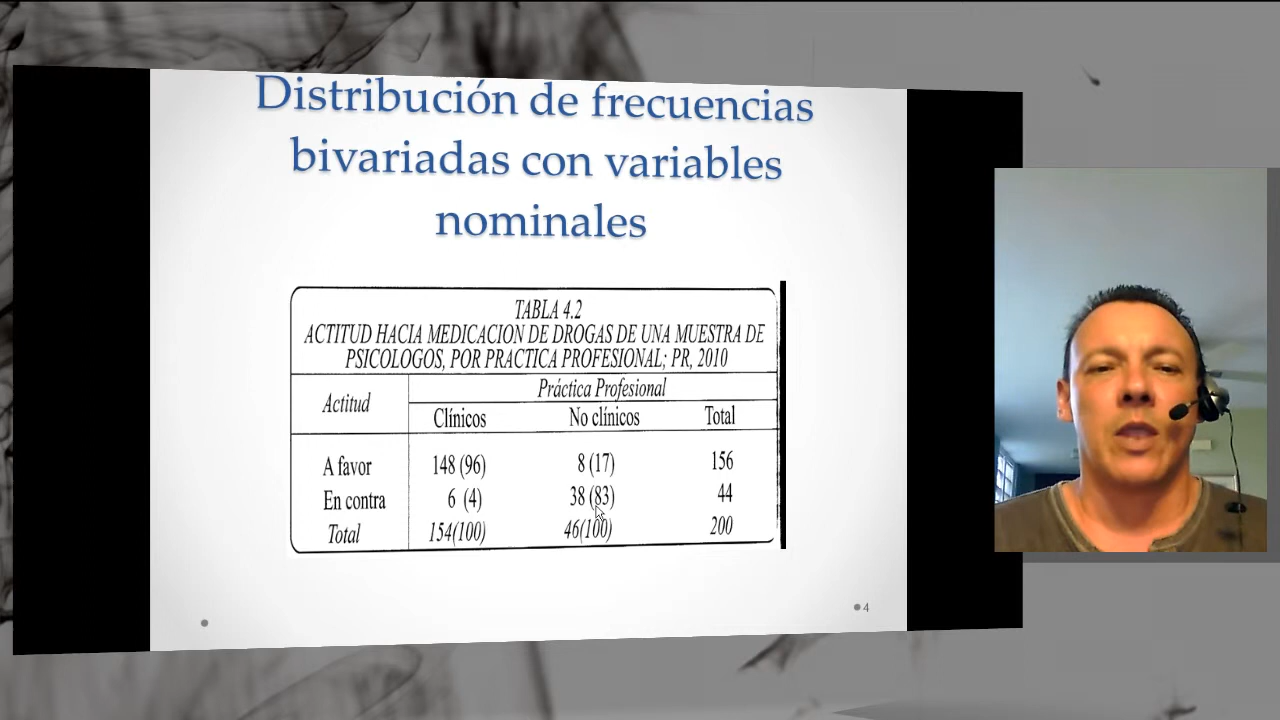 Distribución de frecuencias
bivariadas con variables
nominales
TABLA 4.2
ACTITUD HACIA MEDICACION DE DROGAS DE UNA MUESTRA DE
PSICOLOGOS, POR PRACTICA PROFESIONAL; PR, 2010
Actitud
Práctica Profesional
Clínicos No clínicos Total
A favor 148 (96) 8 (17) 156
En contra 6 (4) 38 (83) 44
Total 154(100) 46(100) 200
4